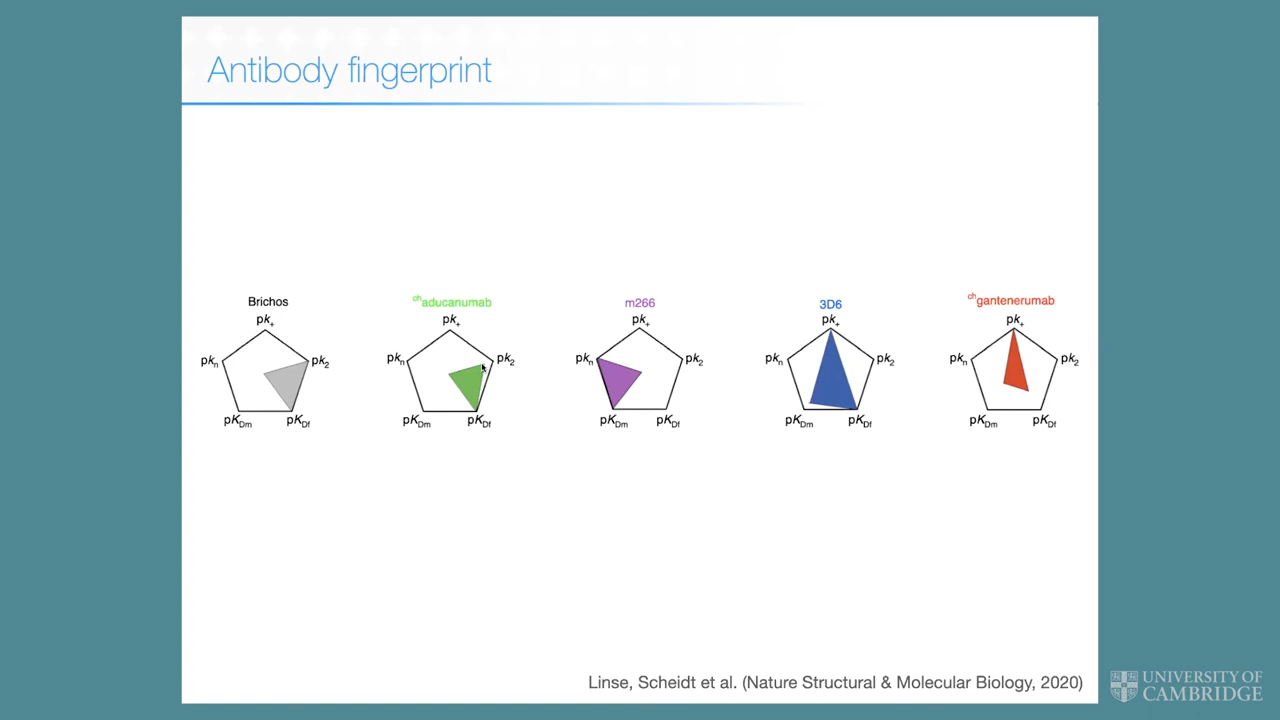 Antibody fingerprint
Brichos
pk+
pkn
pk2
pKDm
pKDf
chaducanumab
pk+
pkn
pk2
pKDm
pKDf
m266
pk+
pkn
pk2
pKDm
pKDf
3D6
pk+
pkn
pk2
pKDm
pKDf
chgantenerumab
pk+
pkn
pk2
pKDm
pKDf
Linse, Scheidt et al. (Nature Structural & Molecular Biology, 2020)
UNIVERSITY OF
CAMBRIDGE